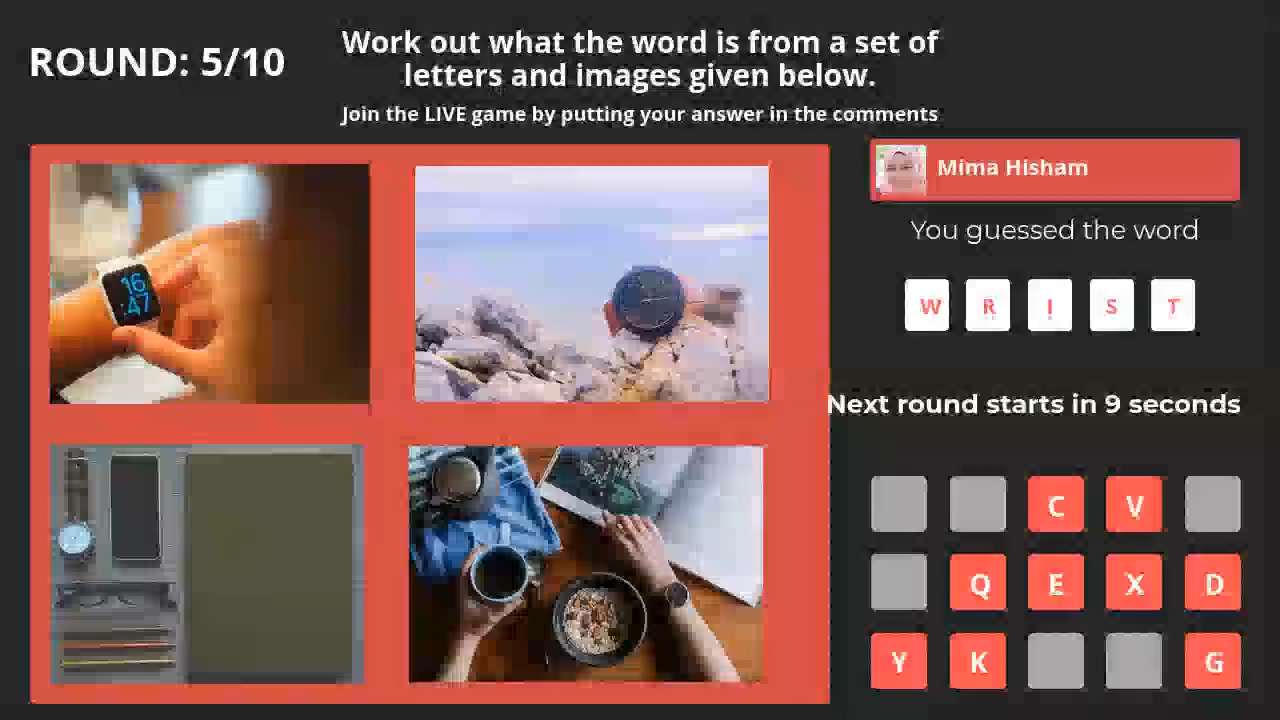 ROUND: 5/10
Work out what the word is from a set of
letters and images given below.
Join the LIVE game by putting your answer in the comments
Mima Hisham
You guessed the word
W R I S T
Next round starts in 9 seconds
16
:47
C V
Q E X D
Y K G